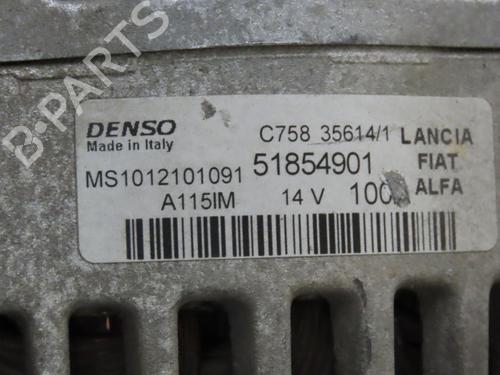 DENSO
Made in Italy
C758 35614/1
LANCIA
MS1012101091
51854901
FIAT
A115IM
14 V
100
ALFA
B-PARTS